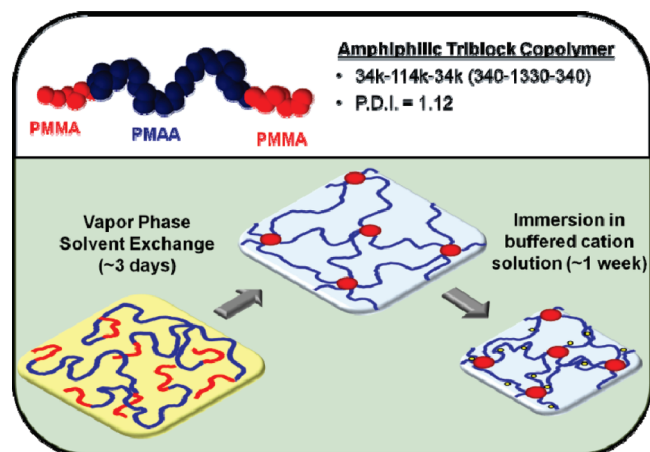 Amphiphilic Triblock Copolymer
• 34k-114k-34k (340-1330-340)
• P.D.I. = 1.12
PMMA
PMAA
PMMA
Vapor Phase
Solvent Exchange
(~3 days)
Immersion in
buffered cation
solution (~1 week)